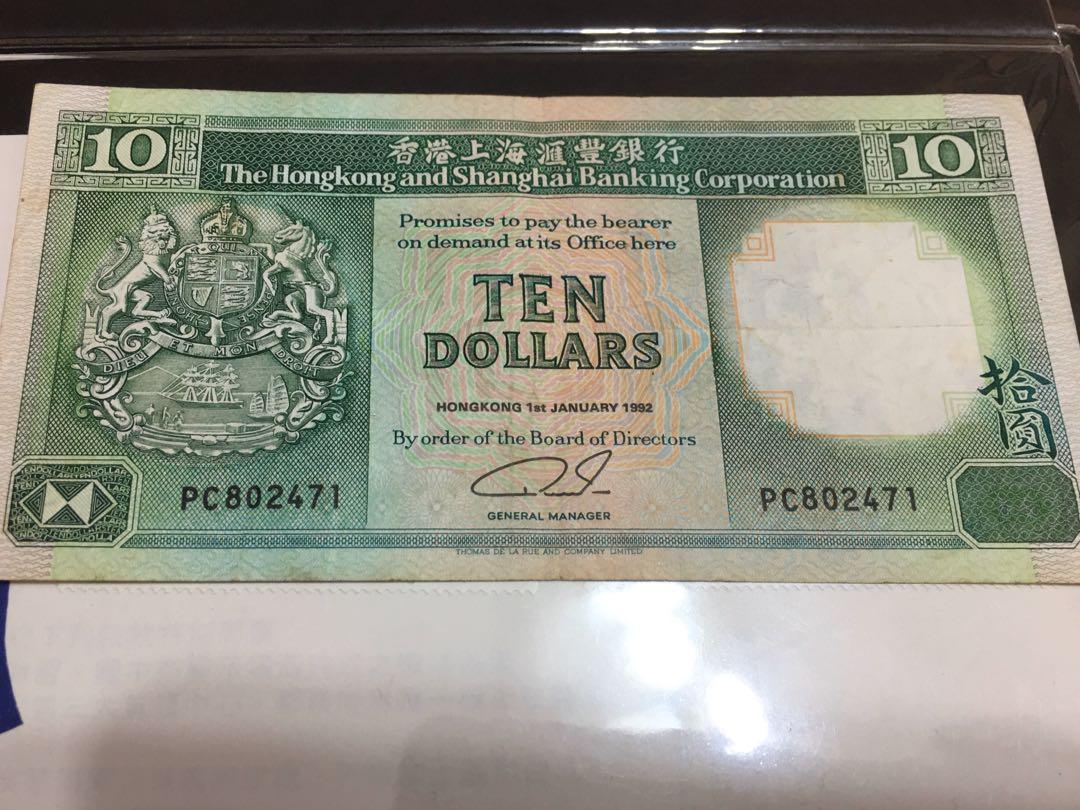 10
香港上海滙豐銀行
10
The Hongkong and Shanghai Banking Corporation
Promises to pay the bearer
on demand at its Office here
TEN
DOLLARS
HONGKONG 1st JANUARY 1992
By order of the Board of Directors
GENERAL MANAGER
DIEU ET MON DROIT
拾圓
PC802471
PC802471
THOMAS DE LA RUE AND COMPANY LIMITED